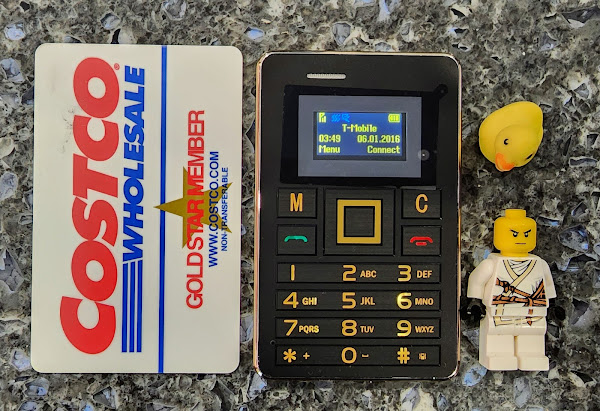 COSTCO®
WHOLESALE
GOLD STAR MEMBER
WWW.COSTCO.COM
NON-TRANSFERABLE
T-Mobile
03:49 06.01.2016
Menu Connect
M C
1 2 ABC 3 DEF
4 GHI 5 JKL 6 MNO
7 PQRS 8 TUV 9 WXYZ
* + 0 #